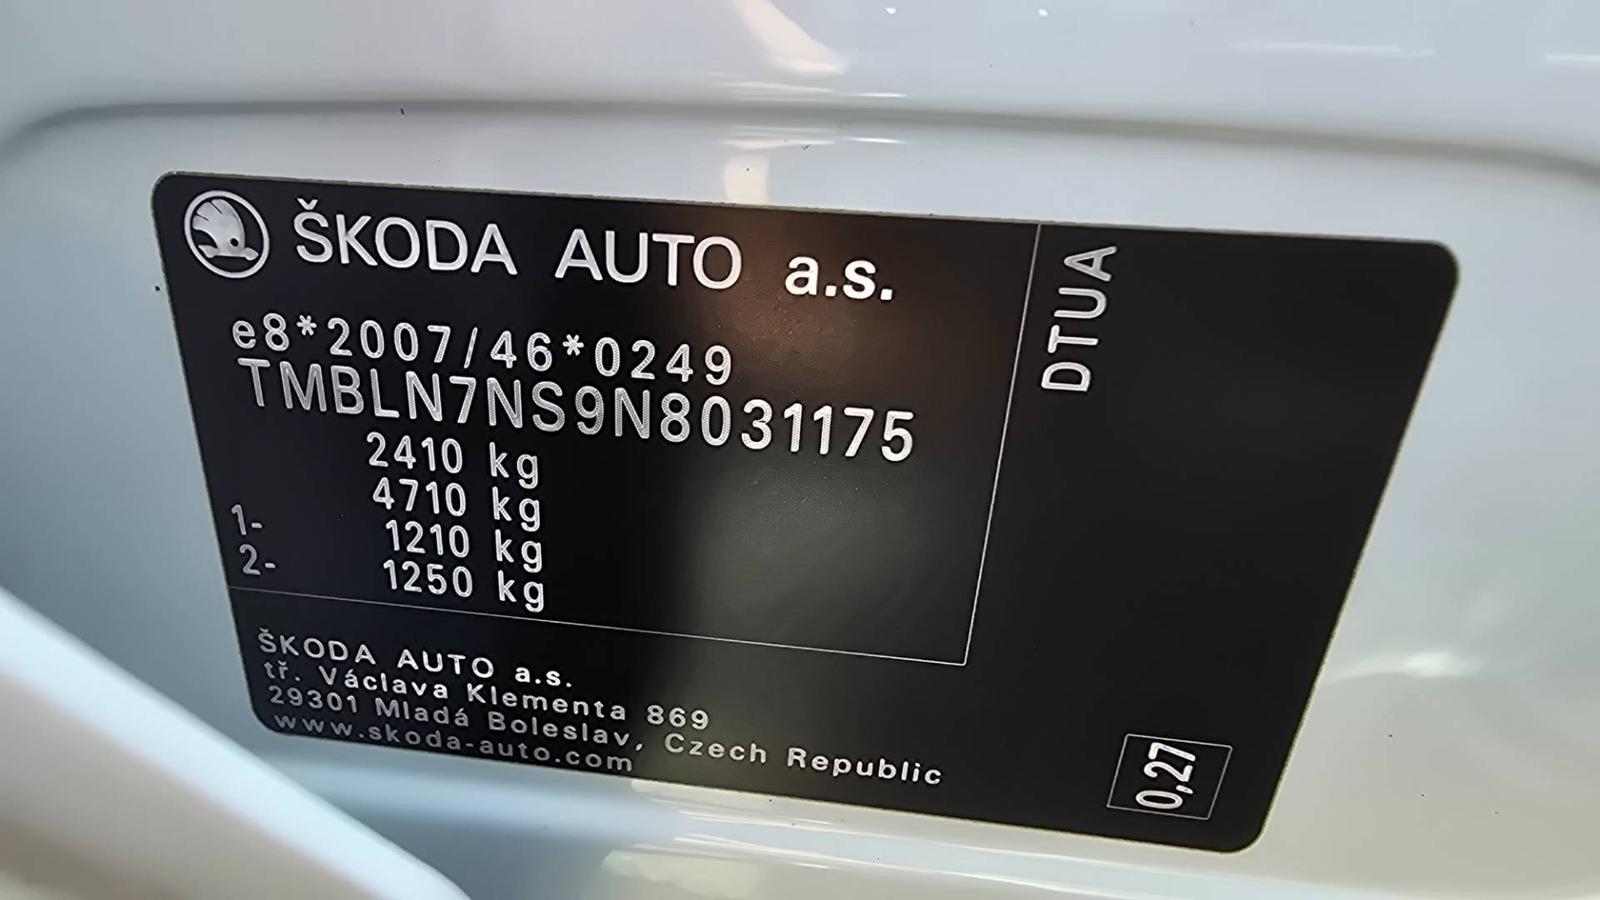 ŠKODA AUTO a.s.
e8*2007/46*0249
TMBLN7NS9N8031175
2410 kg
4710 kg
1- 1210 kg
2- 1250 kg
DTUA
ŠKODA AUTO a.s.
tř. Václava Klementa 869
29301 Mladá Boleslav, Czech Republic
www.skoda-auto.com
0,27